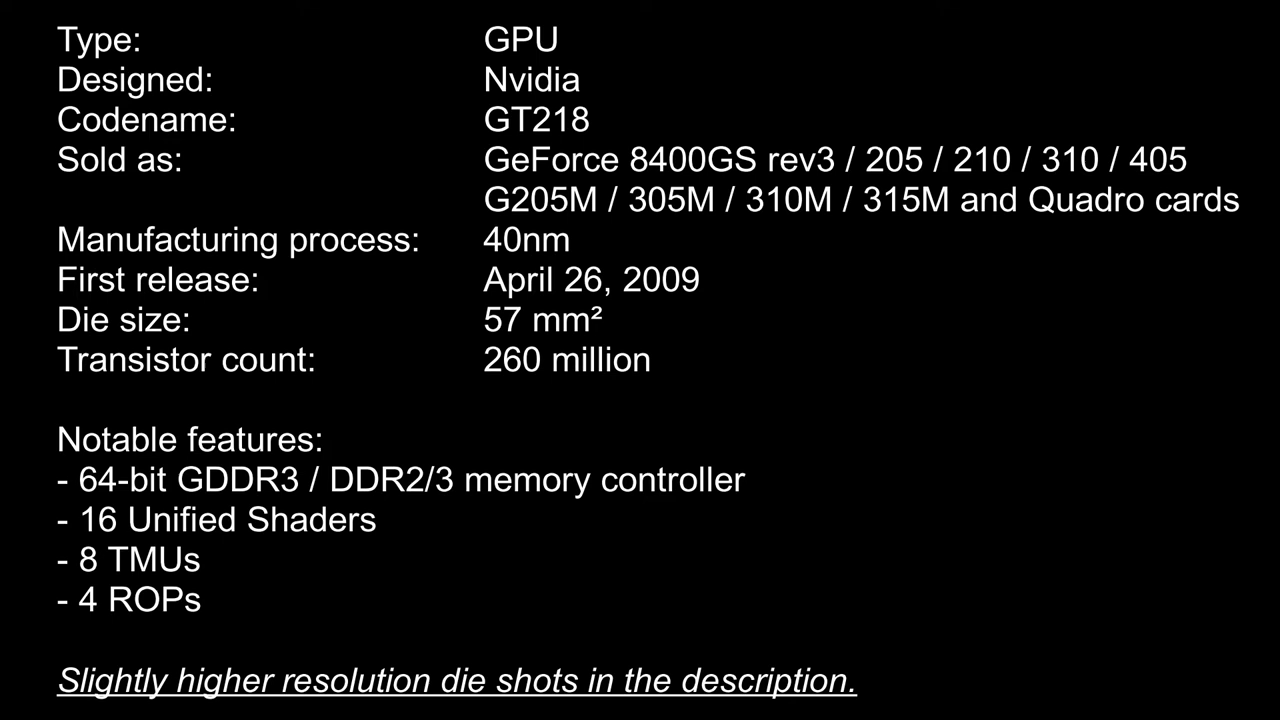 Type: GPU
Designed: Nvidia
Codename: GT218
Sold as: GeForce 8400GS rev3 / 205 / 210 / 310 / 405
G205M / 305M / 310M / 315M and Quadro cards
Manufacturing process: 40nm
First release: April 26, 2009
Die size: 57 mm²
Transistor count: 260 million
Notable features:
- 64-bit GDDR3 / DDR2/3 memory controller
- 16 Unified Shaders
- 8 TMUs
- 4 ROPs
Slightly higher resolution die shots in the description.